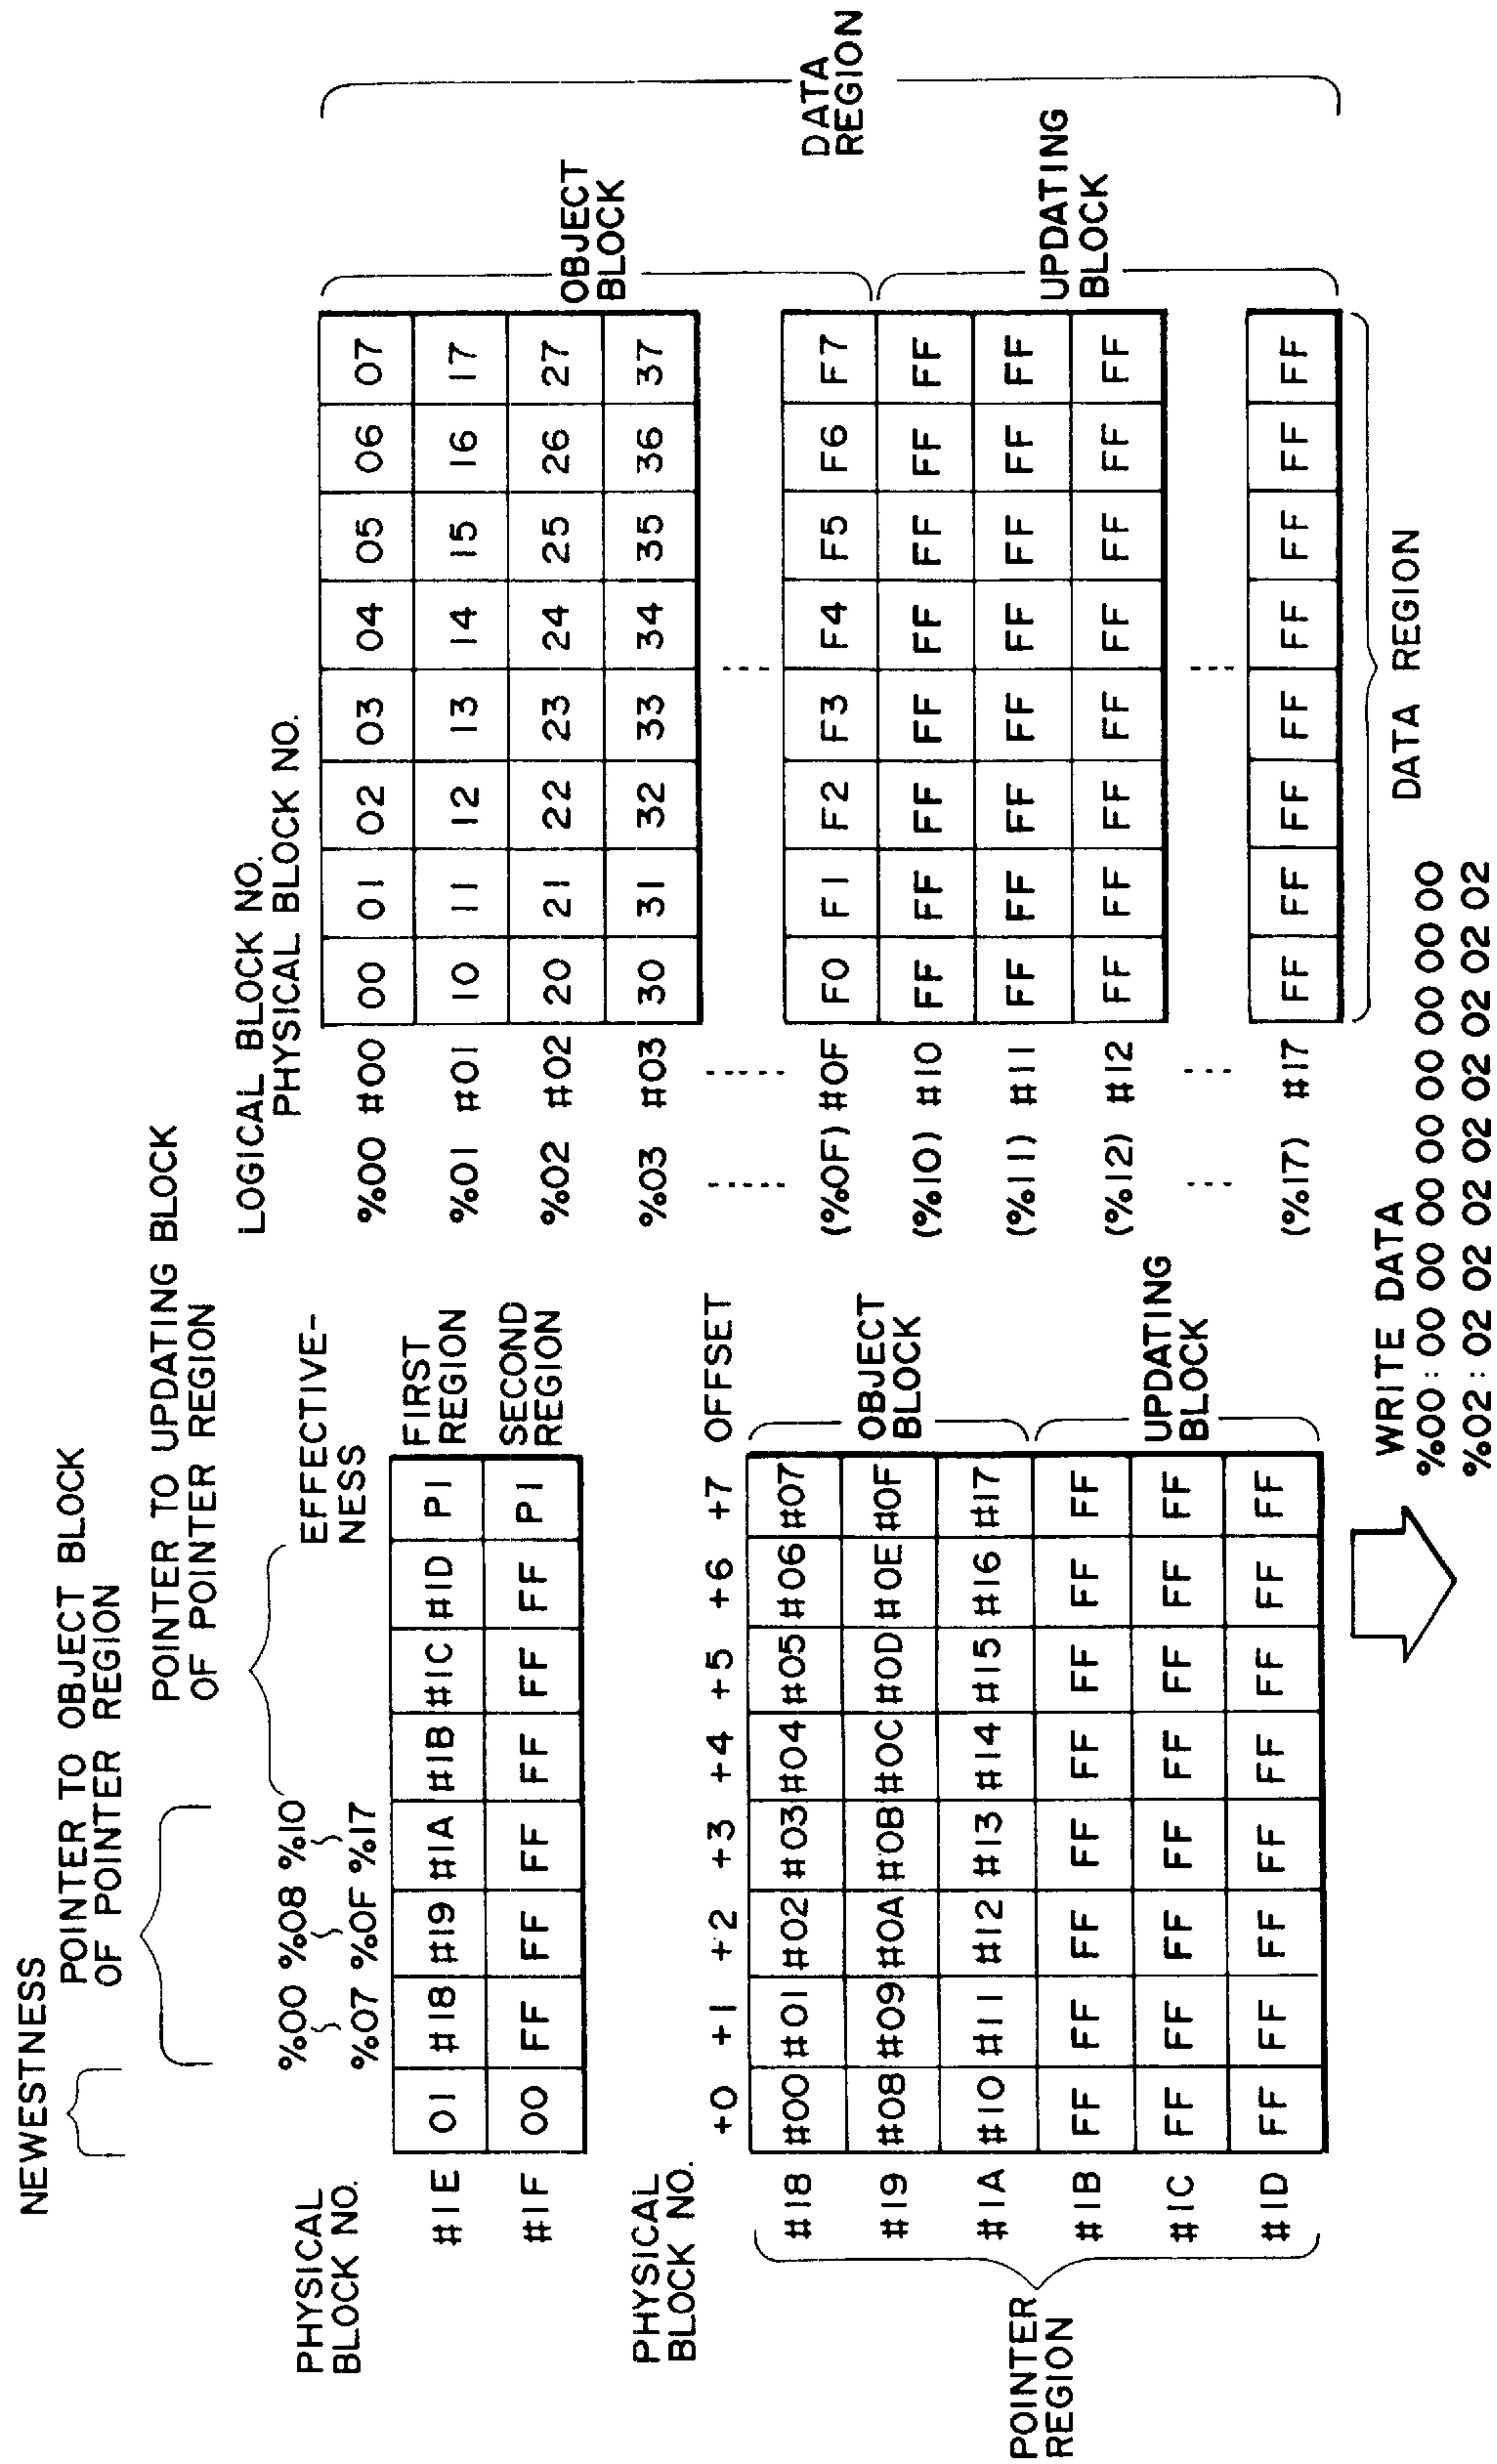 NEWESTNESS
POINTER TO OBJECT BLOCK
OF POINTER REGION
POINTER TO UPDATING BLOCK
OF POINTER REGION
%00 %08 %10
%07 %0F %17
EFFECTIVE-
NESS
PHYSICAL
BLOCK NO.
#1E 01 #18 #19 #1A #1B #1C #1D P1 FIRST
REGION
#1F 00 FF FF FF FF FF FF P1 SECOND
REGION
PHYSICAL
BLOCK NO.
+0 +1 +2 +3 +4 +5 +6 +7 OFFSET
#18 #00 #01 #02 #03 #04 #05 #06 #07
#19 #08 #09 #0A #0B #0C #0D #0E #0F
#1A #10 #11 #12 #13 #14 #15 #16 #17
#1B FF FF FF FF FF FF FF FF
#1C FF FF FF FF FF FF FF FF
#1D FF FF FF FF FF FF FF FF
OBJECT
BLOCK
UPDATING
BLOCK
POINTER
REGION
LOGICAL BLOCK NO.
PHYSICAL BLOCK NO.
%00 #00 00 01 02 03 04 05 06 07
%01 #01 10 11 12 13 14 15 16 17
%02 #02 20 21 22 23 24 25 26 27
%03 #03 30 31 32 33 34 35 36 37
(%0F) #0F F0 F1 F2 F3 F4 F5 F6 F7
(%10) #10 FF FF FF FF FF FF FF FF
(%11) #11 FF FF FF FF FF FF FF FF
(%12) #12 FF FF FF FF FF FF FF FF
(%17) #17 FF FF FF FF FF FF FF FF
OBJECT
BLOCK
UPDATING
BLOCK
DATA
REGION
DATA REGION
WRITE DATA
%00: 00 00 00 00 00 00 00 00
%02: 02 02 02 02 02 02 02 02